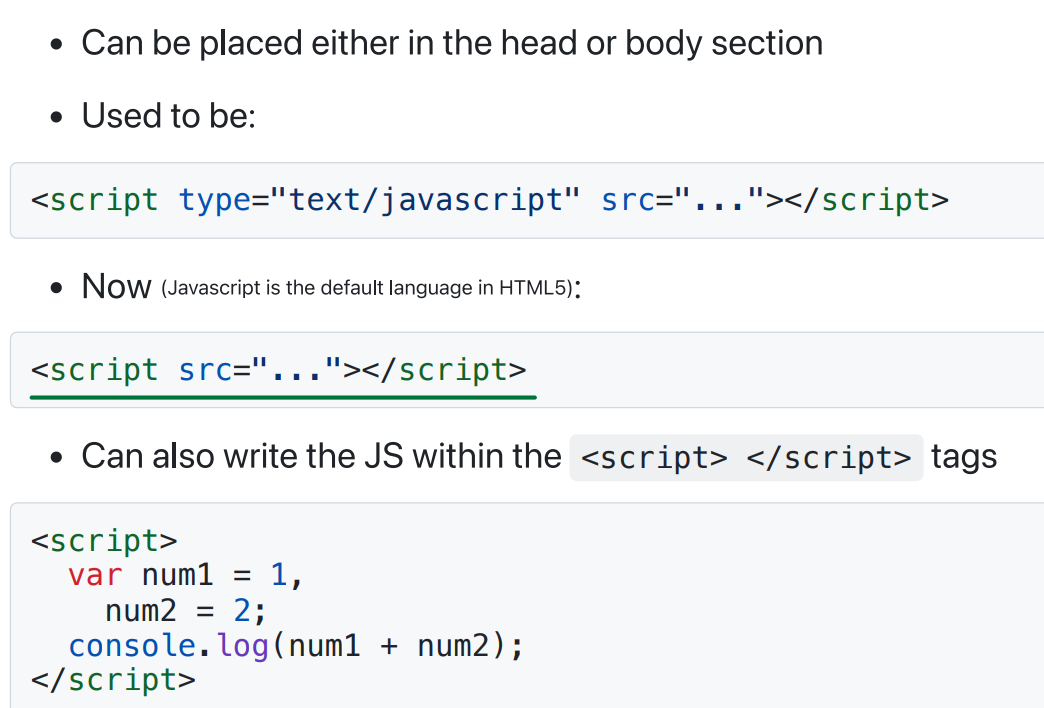 • Can be placed either in the head or body section
• Used to be:
<script type="text/javascript" src="..."></script>
• Now (Javascript is the default language in HTML5):
<script src="..."></script>
• Can also write the JS within the <script> </script> tags
<script>
  var num1 = 1,
    num2 = 2;
  console.log(num1 + num2);
</script>